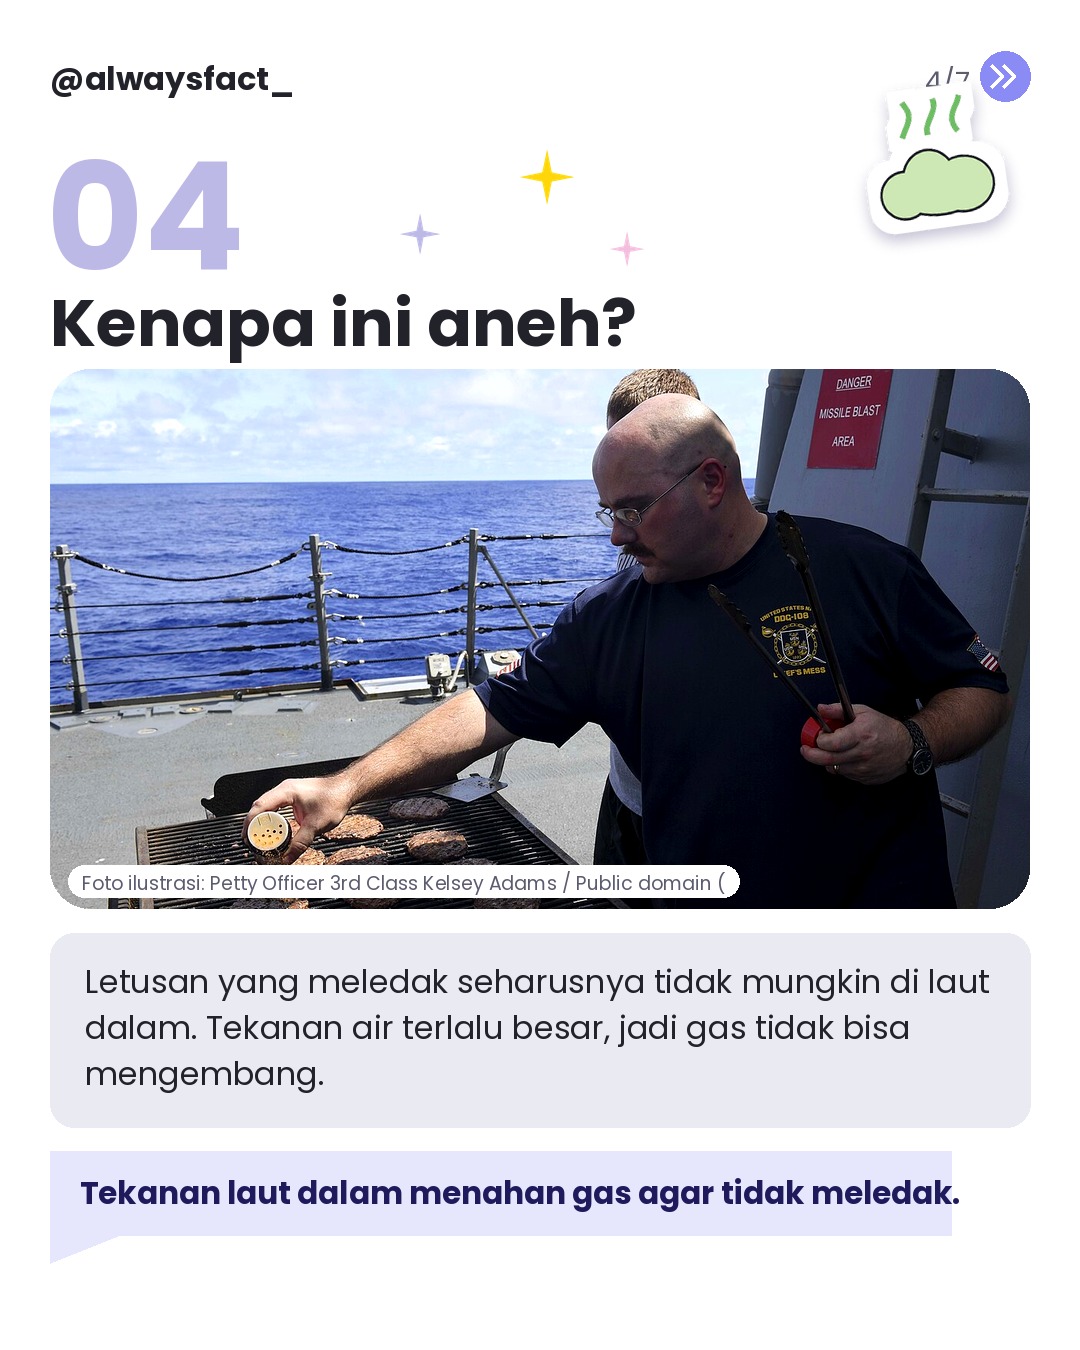 @alwaysfact_
4/7
04
Kenapa ini aneh?
DANGER
MISSILE BLAST
AREA
DDG-108
Foto ilustrasi: Petty Officer 3rd Class Kelsey Adams / Public domain (
Letusan yang meledak seharusnya tidak mungkin di laut
dalam. Tekanan air terlalu besar, jadi gas tidak bisa
mengembang.
Tekanan laut dalam menahan gas agar tidak meledak.